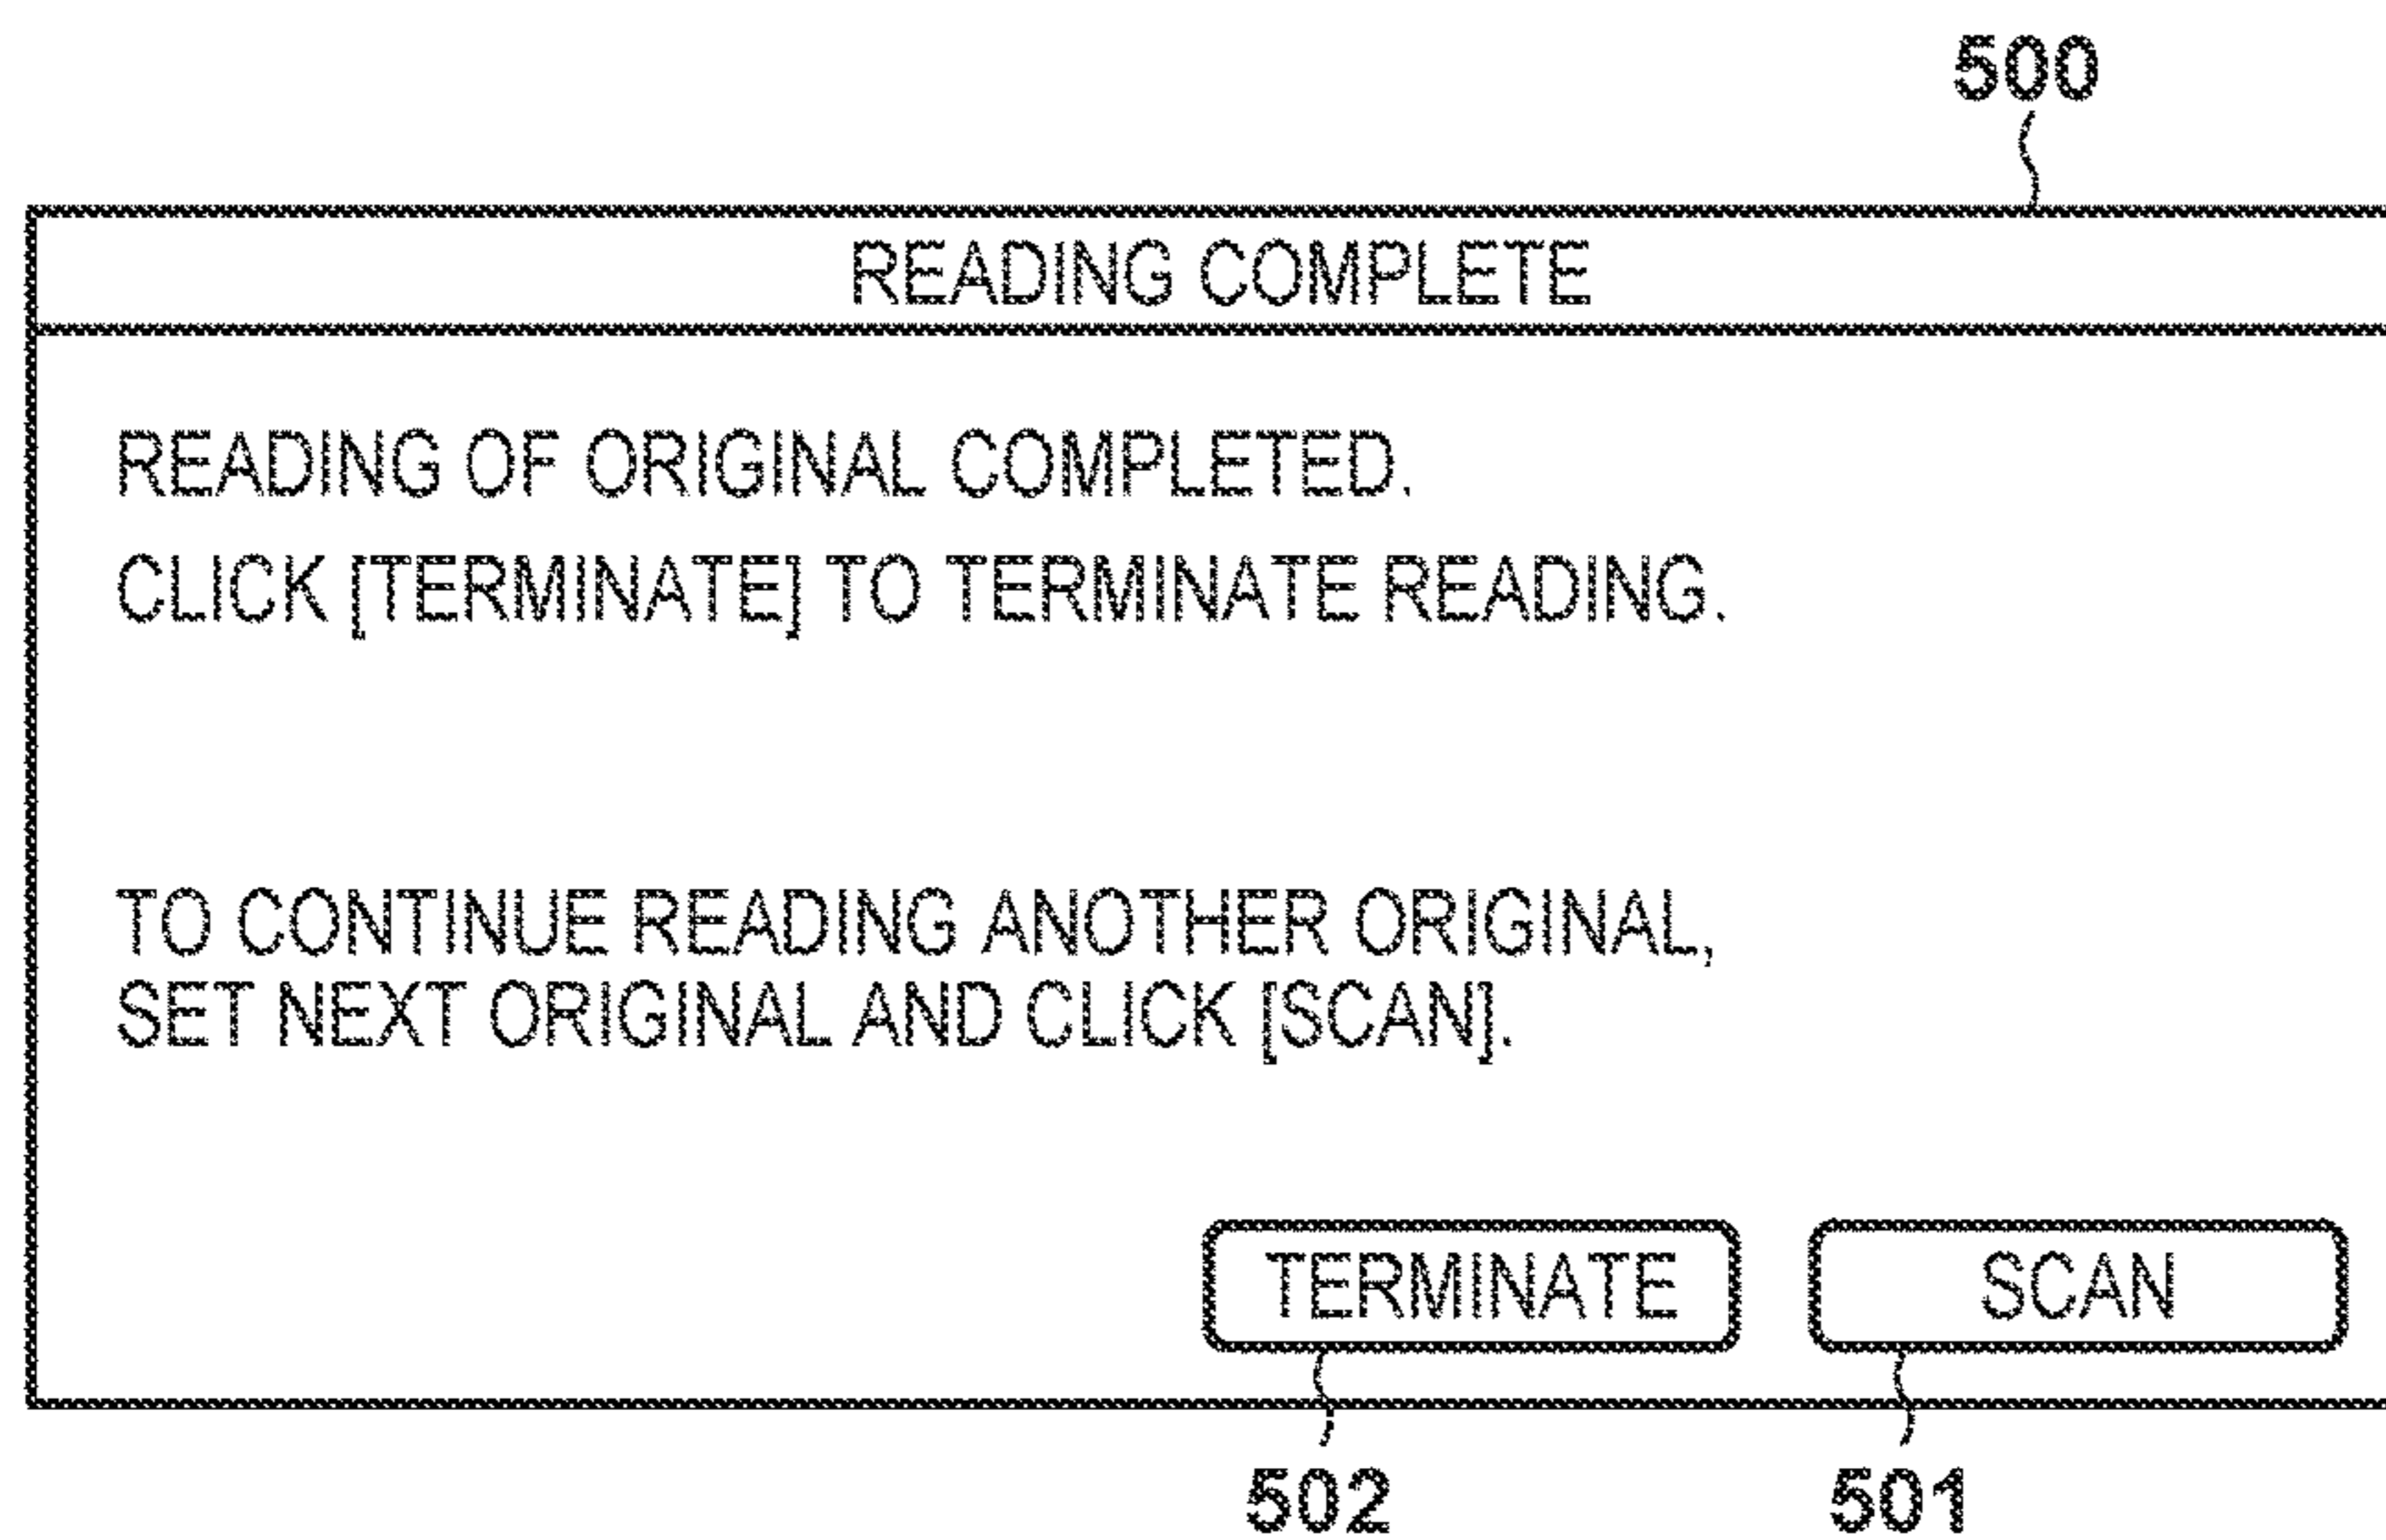 500
READING COMPLETE
READING OF ORIGINAL COMPLETED.
CLICK [TERMINATE] TO TERMINATE READING.
TO CONTINUE READING ANOTHER ORIGINAL,
SET NEXT ORIGINAL AND CLICK [SCAN].
TERMINATE SCAN
502 501